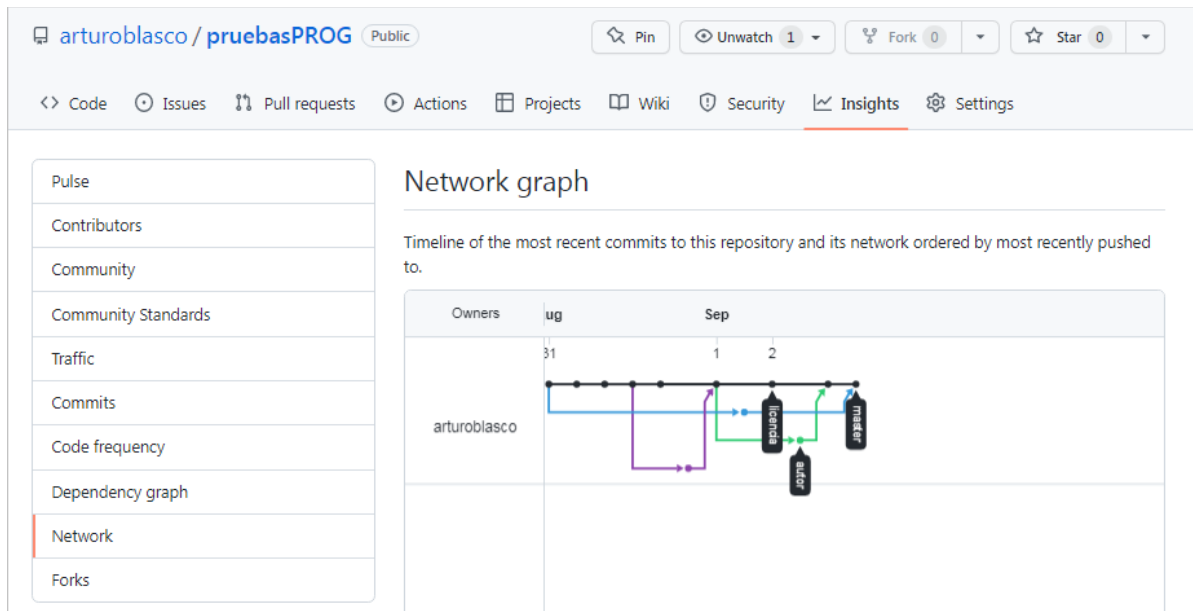 arturoblasco / pruebasPROG Public
Pin
Unwatch 1
Fork 0
Star 0
Code
Issues
Pull requests
Actions
Projects
Wiki
Security
Insights
Settings
Pulse
Contributors
Community
Community Standards
Traffic
Commits
Code frequency
Dependency graph
Network
Forks
Network graph
Timeline of the most recent commits to this repository and its network ordered by most recently pushed
to.
Owners
ug
Sep
31
1
2
arturoblasco
licencia
master
autor